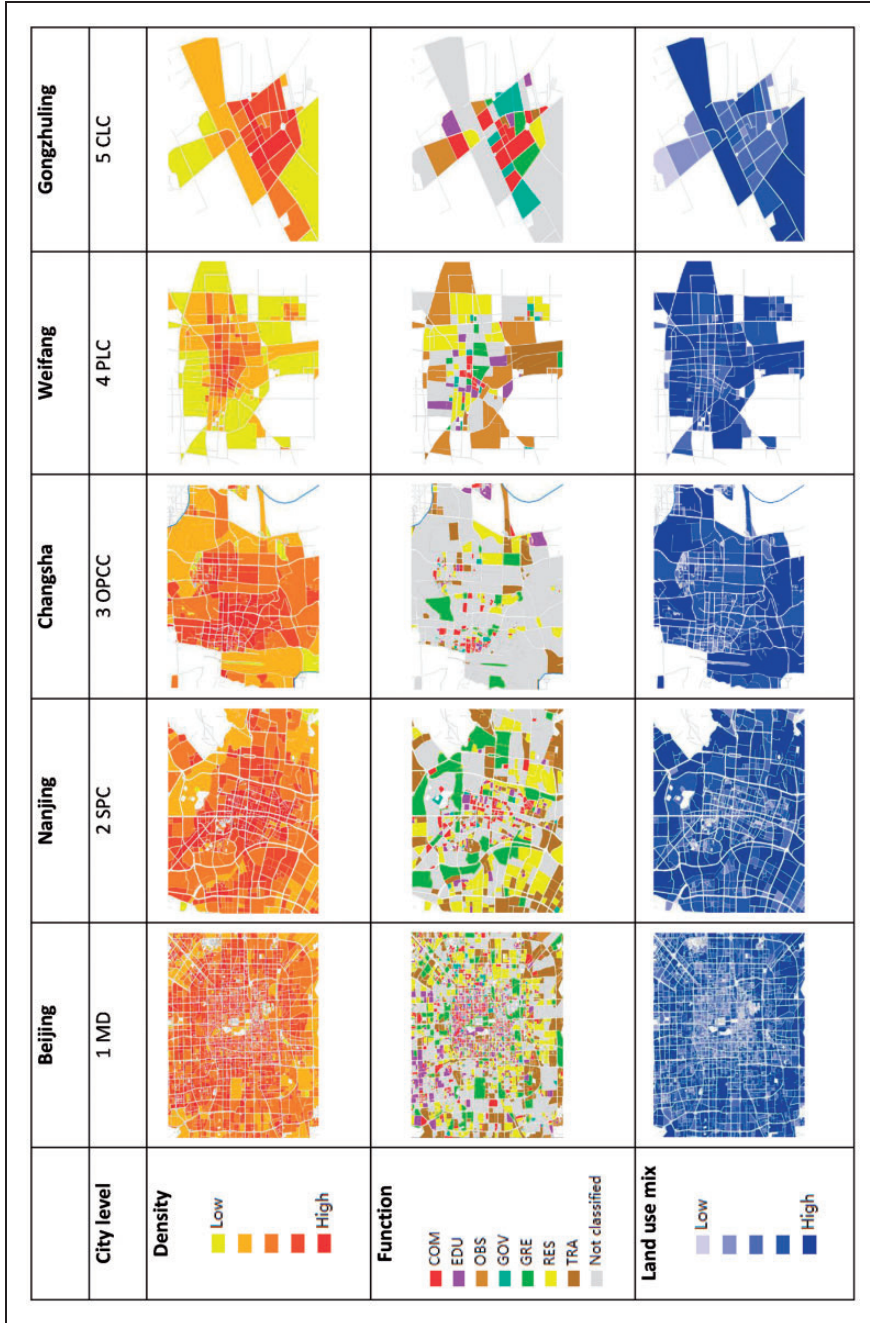 Beijing Nanjing Changsha Weifang Gongzhuling
City level 1 MD 2 SPC 3 OPCC 4 PLC 5 CLC
Density
Low
High
Function
COM
EDU
OBS
GOV
GRE
RES
TRA
Not classified
Land use mix
Low
High